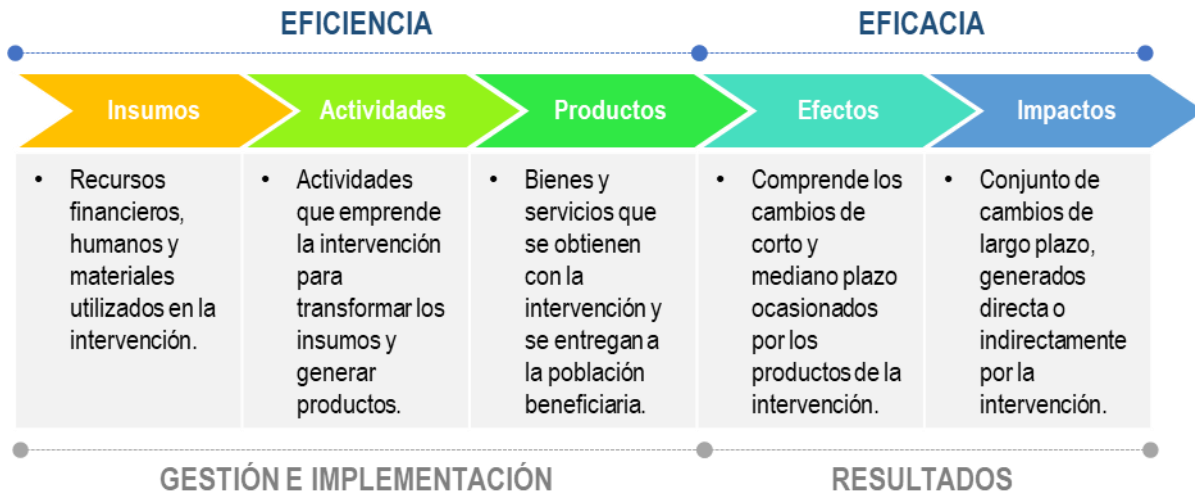 EFICIENCIA
EFICACIA
Insumos
Actividades
Productos
Efectos
Impactos
• Recursos
financieros,
humanos y
materiales
utilizados en la
intervención.
• Actividades
que emprende
la intervención
para
transformar los
insumos y
generar
productos.
• Bienes y
servicios que
se obtienen
con la
intervención y
se entregan a
la población
beneficiaria.
• Comprende los
cambios de
corto y
mediano plazo
ocasionados
por los
productos de la
intervención.
• Conjunto de
cambios de
largo plazo,
generados
directa o
indirectamente
por la
intervención.
GESTIÓN E IMPLEMENTACIÓN
RESULTADOS